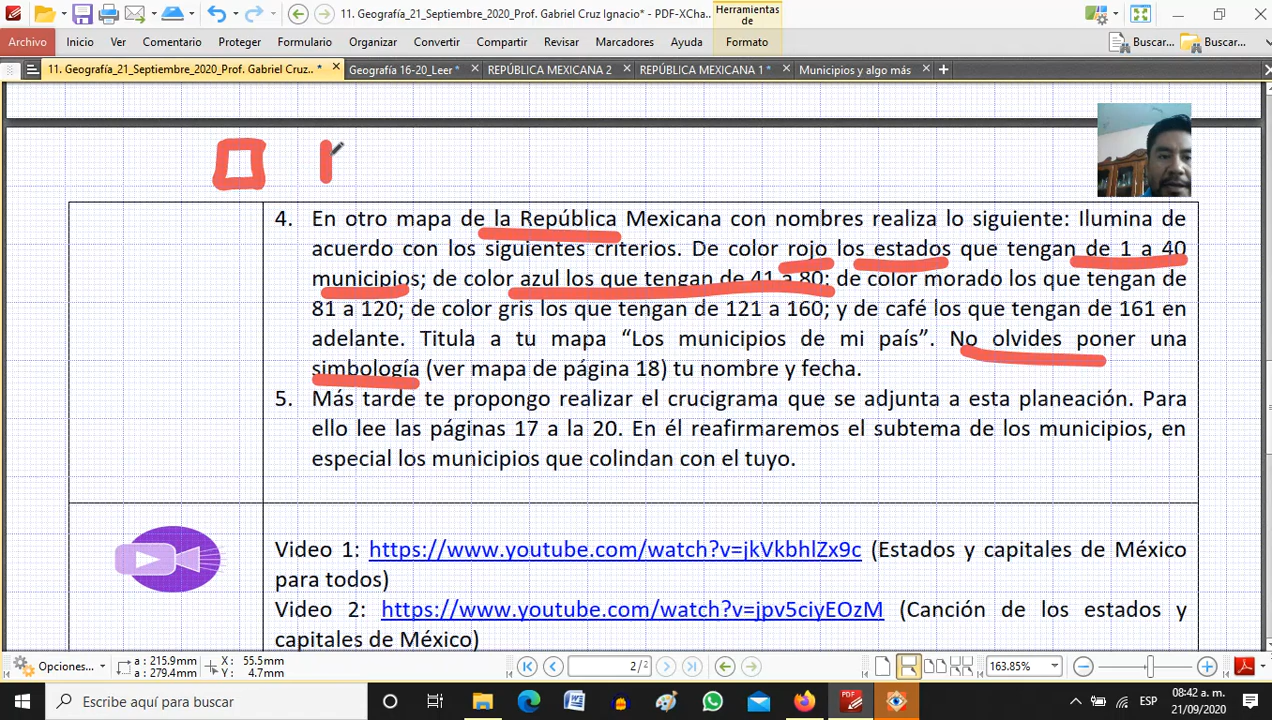 11. Geografía_21_Septiembre_2020_Prof. Gabriel Cruz Ignacio* - PDF-XCha...
Herramientas de
Archivo Inicio Ver Comentario Proteger Formulario Organizar Convertir Compartir Revisar Marcadores Ayuda Formato Buscar... Buscar...
11. Geografía_21_Septiembre_2020_Prof. Gabriel Cruz.. * Geografía 16-20_Leer * REPÚBLICA MEXICANA 2 REPÚBLICA MEXICANA 1 * Municipios y algo más
4. En otro mapa de la República Mexicana con nombres realiza lo siguiente: Ilumina de
acuerdo con los siguientes criterios. De color rojo los estados que tengan de 1 a 40
municipios; de color azul los que tengan de 41 a 80; de color morado los que tengan de
81 a 120; de color gris los que tengan de 121 a 160; y de café los que tengan de 161 en
adelante. Titula a tu mapa “Los municipios de mi país”. No olvides poner una
simbología (ver mapa de página 18) tu nombre y fecha.
5. Más tarde te propongo realizar el crucigrama que se adjunta a esta planeación. Para
ello lee las páginas 17 a la 20. En él reafirmaremos el subtema de los municipios, en
especial los municipios que colindan con el tuyo.
Video 1: https://www.youtube.com/watch?v=jkVkbhlZx9c (Estados y capitales de México
para todos)
Video 2: https://www.youtube.com/watch?v=jpv5ciyEOzM (Canción de los estados y
capitales de México)
Opciones... a : 215.9mm X : 55.5mm 2/2 163.85%
a : 279.4mm Y : 4.7mm
Escribe aquí para buscar ESP 08:42 a. m.
21/09/2020